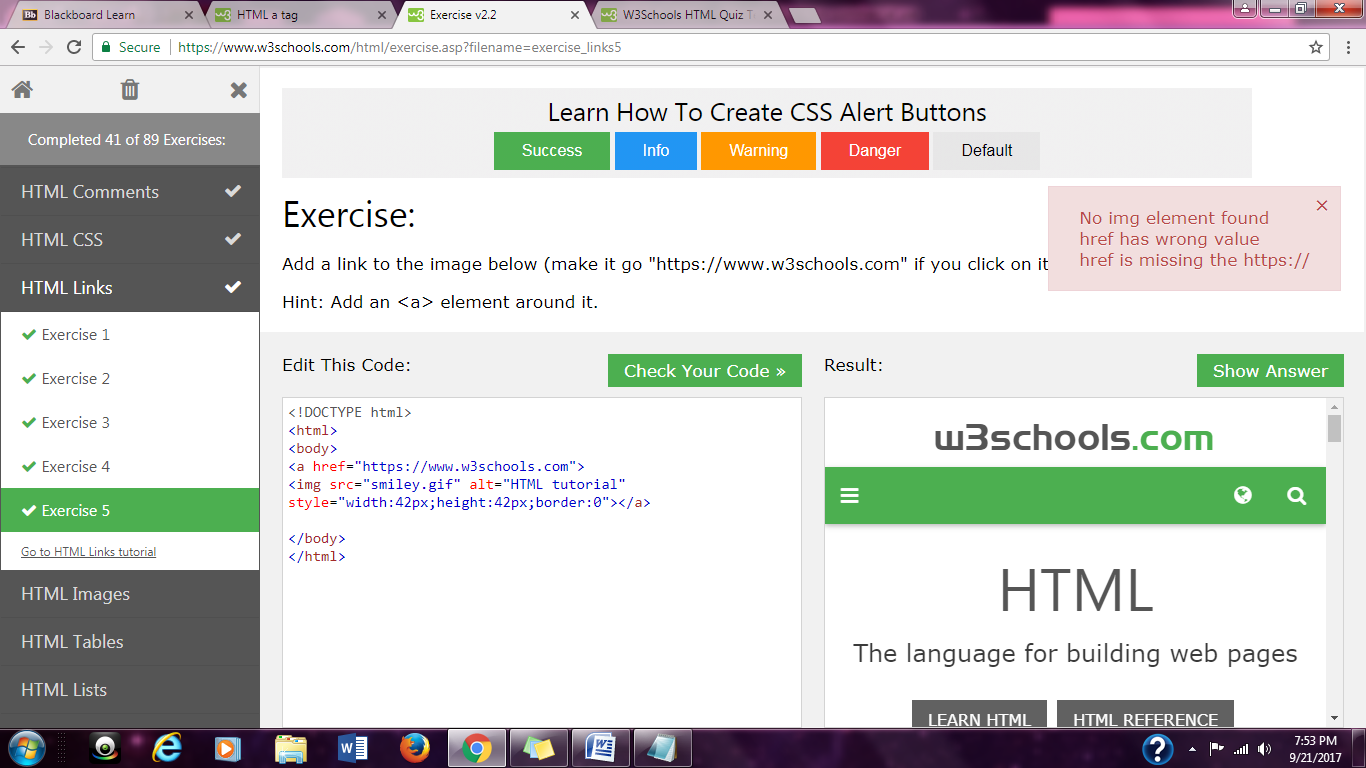 Blackboard Learn
HTML a tag
Exercise v2.2
W3Schools HTML Quiz T
Secure
https://www.w3schools.com/html/exercise.asp?filename=exercise_links5
Completed 41 of 89 Exercises:
HTML Comments
HTML CSS
HTML Links
Exercise 1
Exercise 2
Exercise 3
Exercise 4
Exercise 5
Go to HTML Links tutorial
HTML Images
HTML Tables
HTML Lists
Learn How To Create CSS Alert Buttons
Success Info Warning Danger Default
Exercise:
Add a link to the image below (make it go "https://www.w3schools.com" if you click on it
Hint: Add an <a> element around it.
No img element found
href has wrong value
href is missing the https://
Edit This Code:
Check Your Code »
<!DOCTYPE html>
<html>
<body>
<a href="https://www.w3schools.com">
<img src="smiley.gif" alt="HTML tutorial"
style="width:42px;height:42px;border:0"></a>
</body>
</html>
Result:
Show Answer
w3schools.com
HTML
The language for building web pages
LEARN HTML
HTML REFERENCE
7:53 PM
9/21/2017